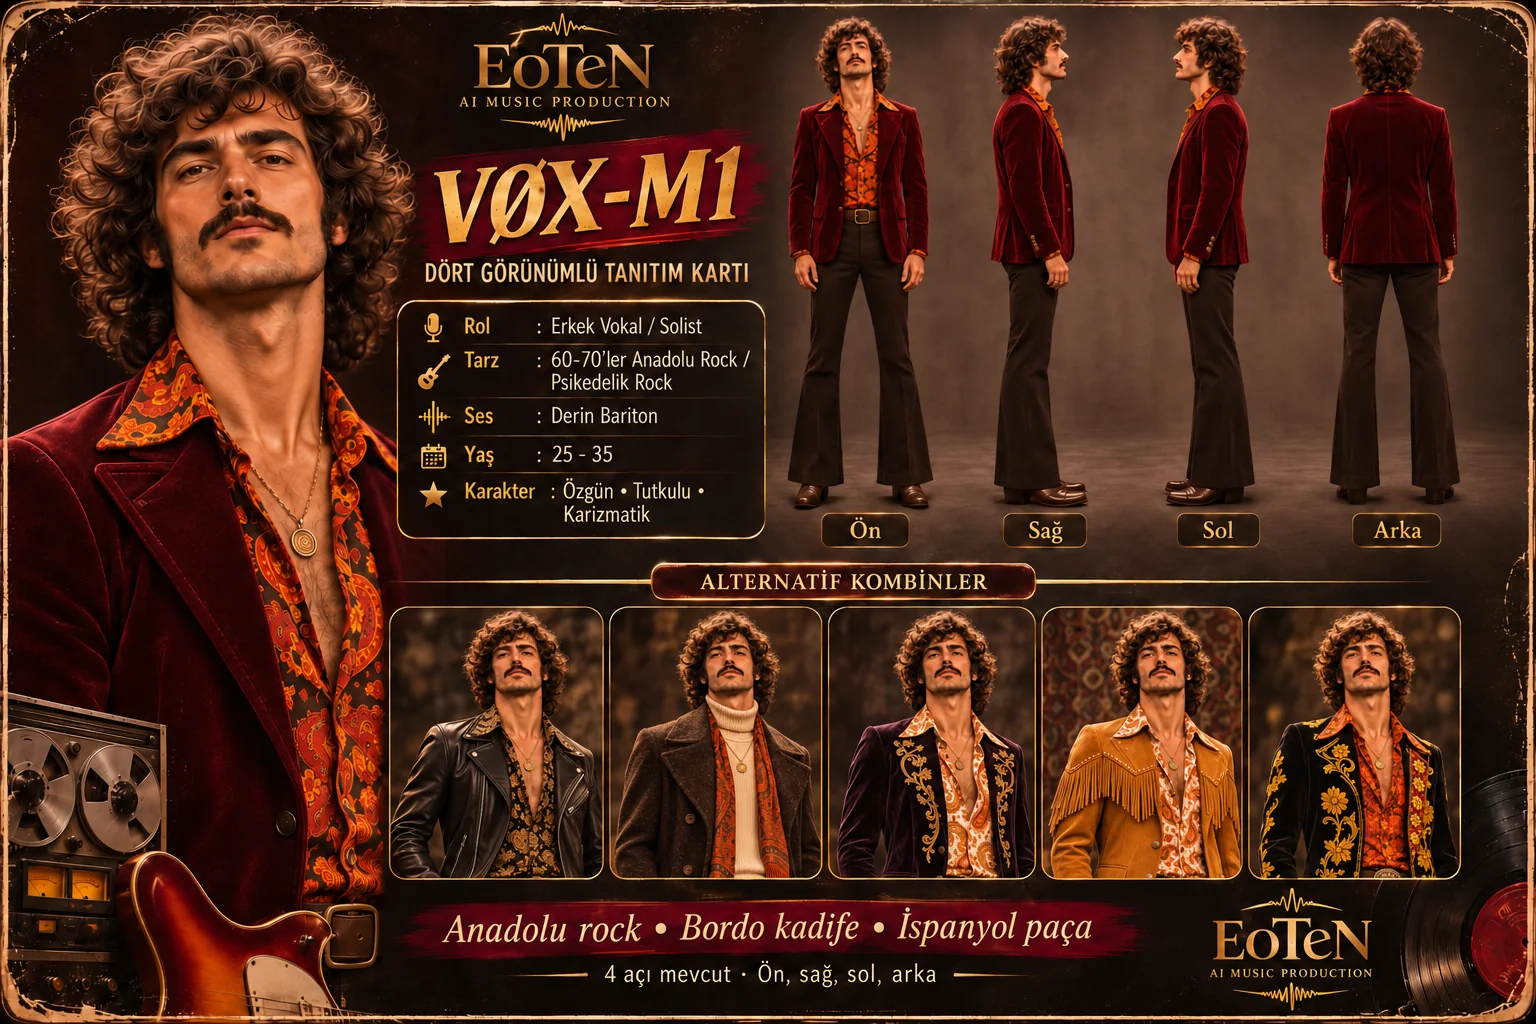 EoTeN
AI MUSIC PRODUCTION
VØX-M1
DÖRT GÖRÜNÜMLÜ TANITIM KARTI
Rol : Erkek Vokal / Solist
Tarz : 60-70'ler Anadolu Rock /
Psikedelik Rock
Ses : Derin Bariton
Yaş : 25 - 35
Karakter : Özgün • Tutkulu •
Karizmatik
Ön
Sağ
Sol
Arka
ALTERNATİF KOMBİNLER
Anadolu rock • Bordo kadife • İspanyol paça
4 açı mevcut · Ön, sağ, sol, arka
EoTeN
AI MUSIC PRODUCTION